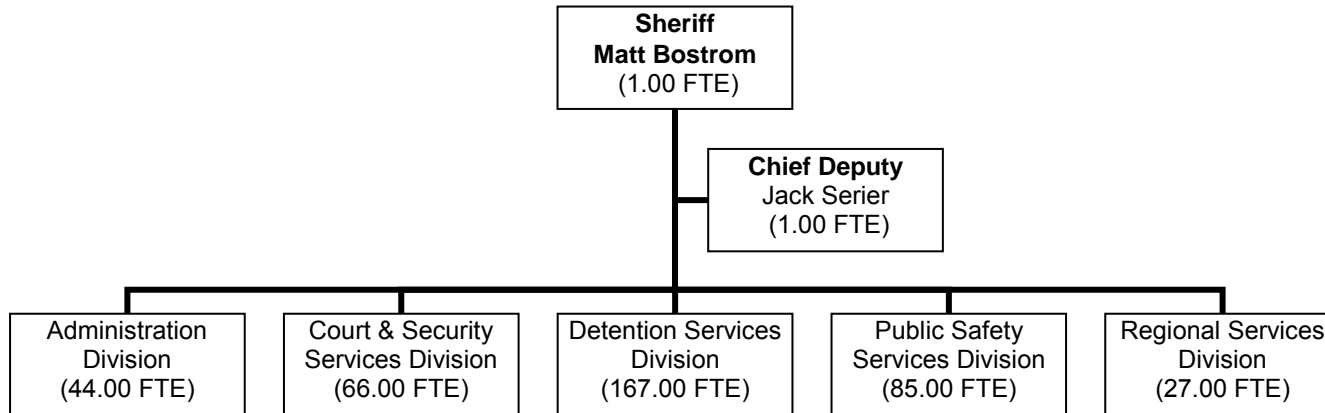 Sheriff
Matt Bostrom
(1.00 FTE)
Chief Deputy
Jack Serier
(1.00 FTE)
Administration
Division
(44.00 FTE)
Court & Security
Services Division
(66.00 FTE)
Detention Services
Division
(167.00 FTE)
Public Safety
Services Division
(85.00 FTE)
Regional Services
Division
(27.00 FTE)